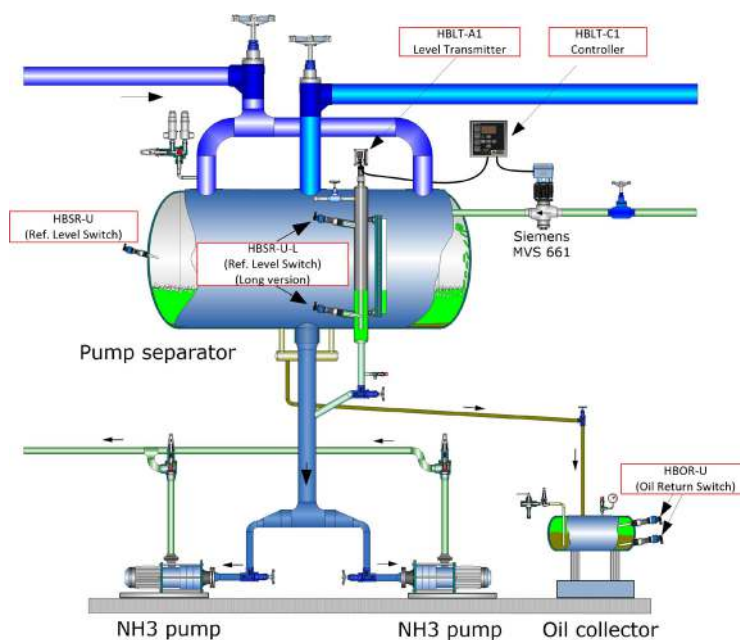 HBLT-A1
Level Transmitter
HBLT-C1
Controller
HBSR-U
(Ref. Level Switch)
HBSR-U-L
(Ref. Level Switch)
(Long version)
Siemens
MVS 661
Pump separator
HBOR-U
(Oil Return Switch)
NH3 pump
NH3 pump
Oil collector